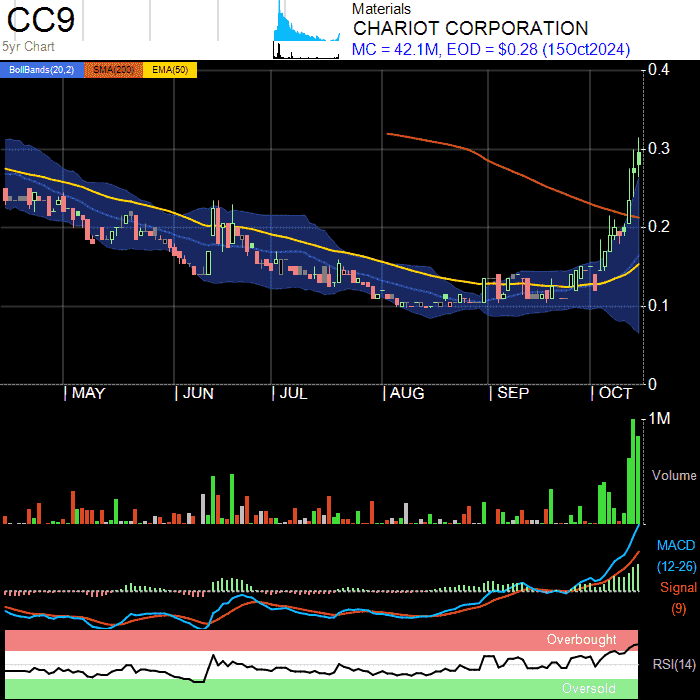 CC9
5yr Chart
Materials
CHARIOT CORPORATION
MC = 42.1M, EOD = $0.28 (15Oct2024)
BollBands(20,2) SMA(200) EMA(50)
0.4
0.3
0.2
0.1
0
| MAY | JUN | JUL | AUG | SEP | OCT
1M
Volume
MACD
(12-26)
Signal
(9)
Overbought
RSI(14)
Oversold